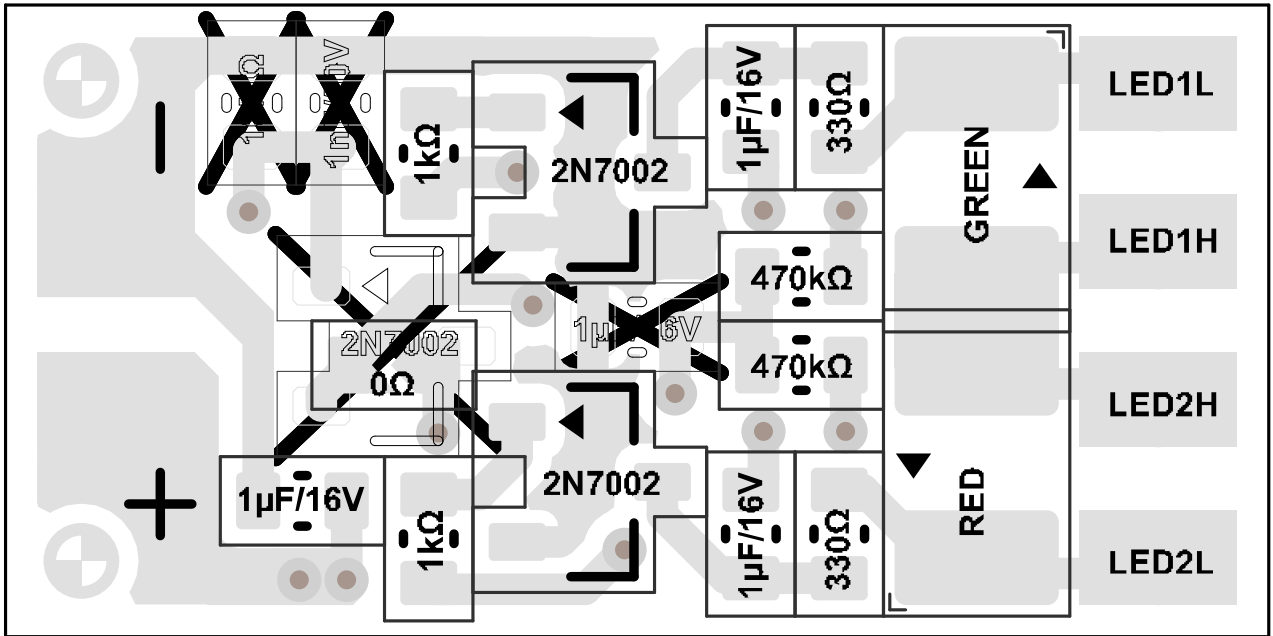 LED1L
1kΩ
2N7002
1µF/16V
330Ω
GREEN
LED1H
470kΩ
2N7002
470kΩ
0Ω
LED2H
1µF/16V
1kΩ
2N7002
1µF/16V
330Ω
RED
LED2L